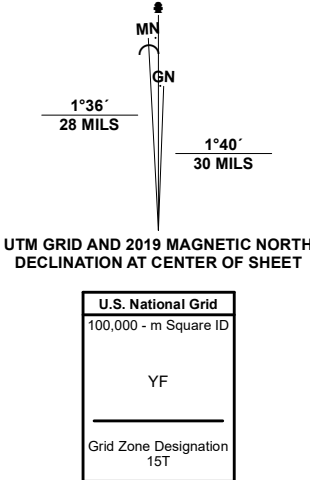 MN
GN
1°36´
28 MILS
1°40´
30 MILS
UTM GRID AND 2019 MAGNETIC NORTH
DECLINATION AT CENTER OF SHEET
U.S. National Grid
100,000 - m Square ID
YF
Grid Zone Designation
15T